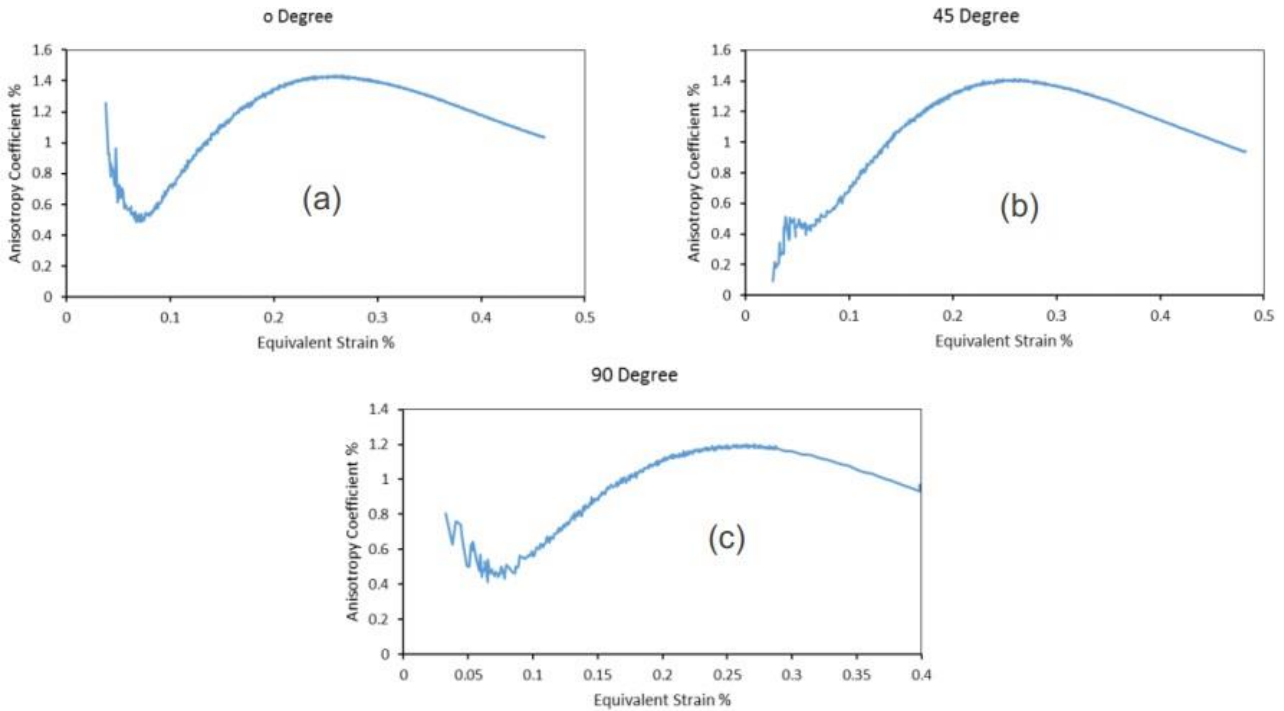 o Degree
1.6
1.4
1.2
1
0.8
0.6
0.4
0.2
0
Anisotropy Coefficient %
(a)
0 0.1 0.2 0.3 0.4 0.5
Equivalent Strain %
45 Degree
1.6
1.4
1.2
1
0.8
0.6
0.4
0.2
0
Anisotropy Coefficient %
(b)
0 0.1 0.2 0.3 0.4 0.5
Equivalent Strain %
90 Degree
1.4
1.2
1
0.8
0.6
0.4
0.2
0
Anisotropy Coefficient %
(c)
0 0.05 0.1 0.15 0.2 0.25 0.3 0.35 0.4
Equivalent Strain %